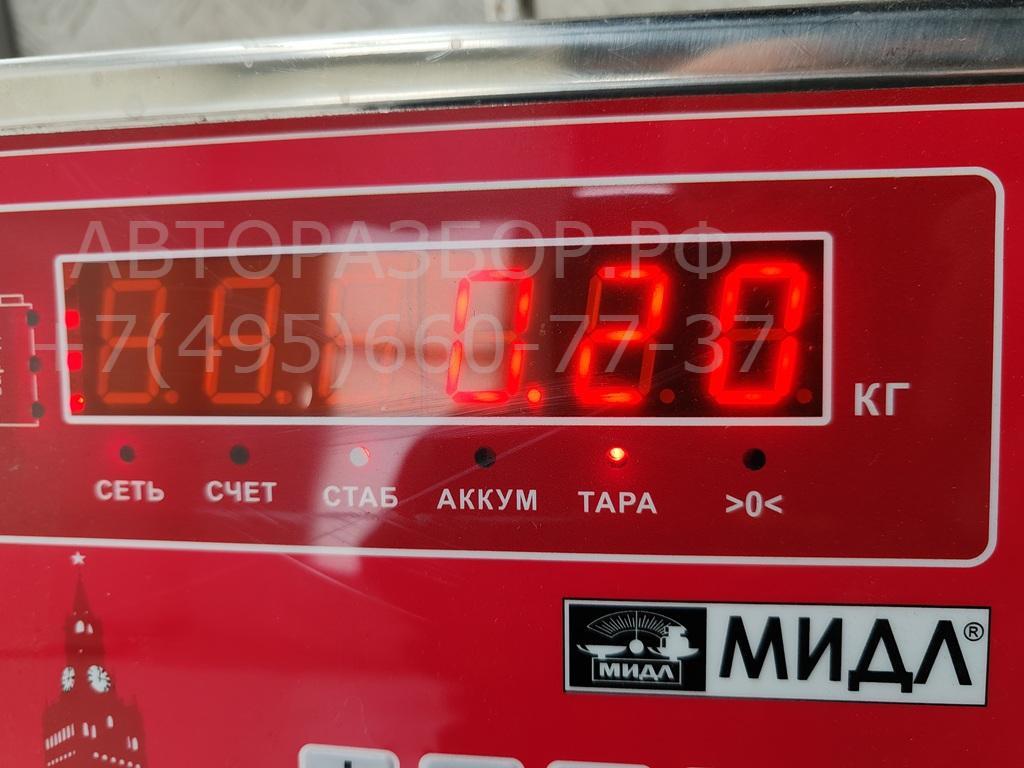 АВТОРАЗБОР.РФ
+7(495)660-77-37
0.20
КГ
СЕТЬ СЧЕТ СТАБ АККУМ ТАРА >0<
МИДЛ МИДЛ®